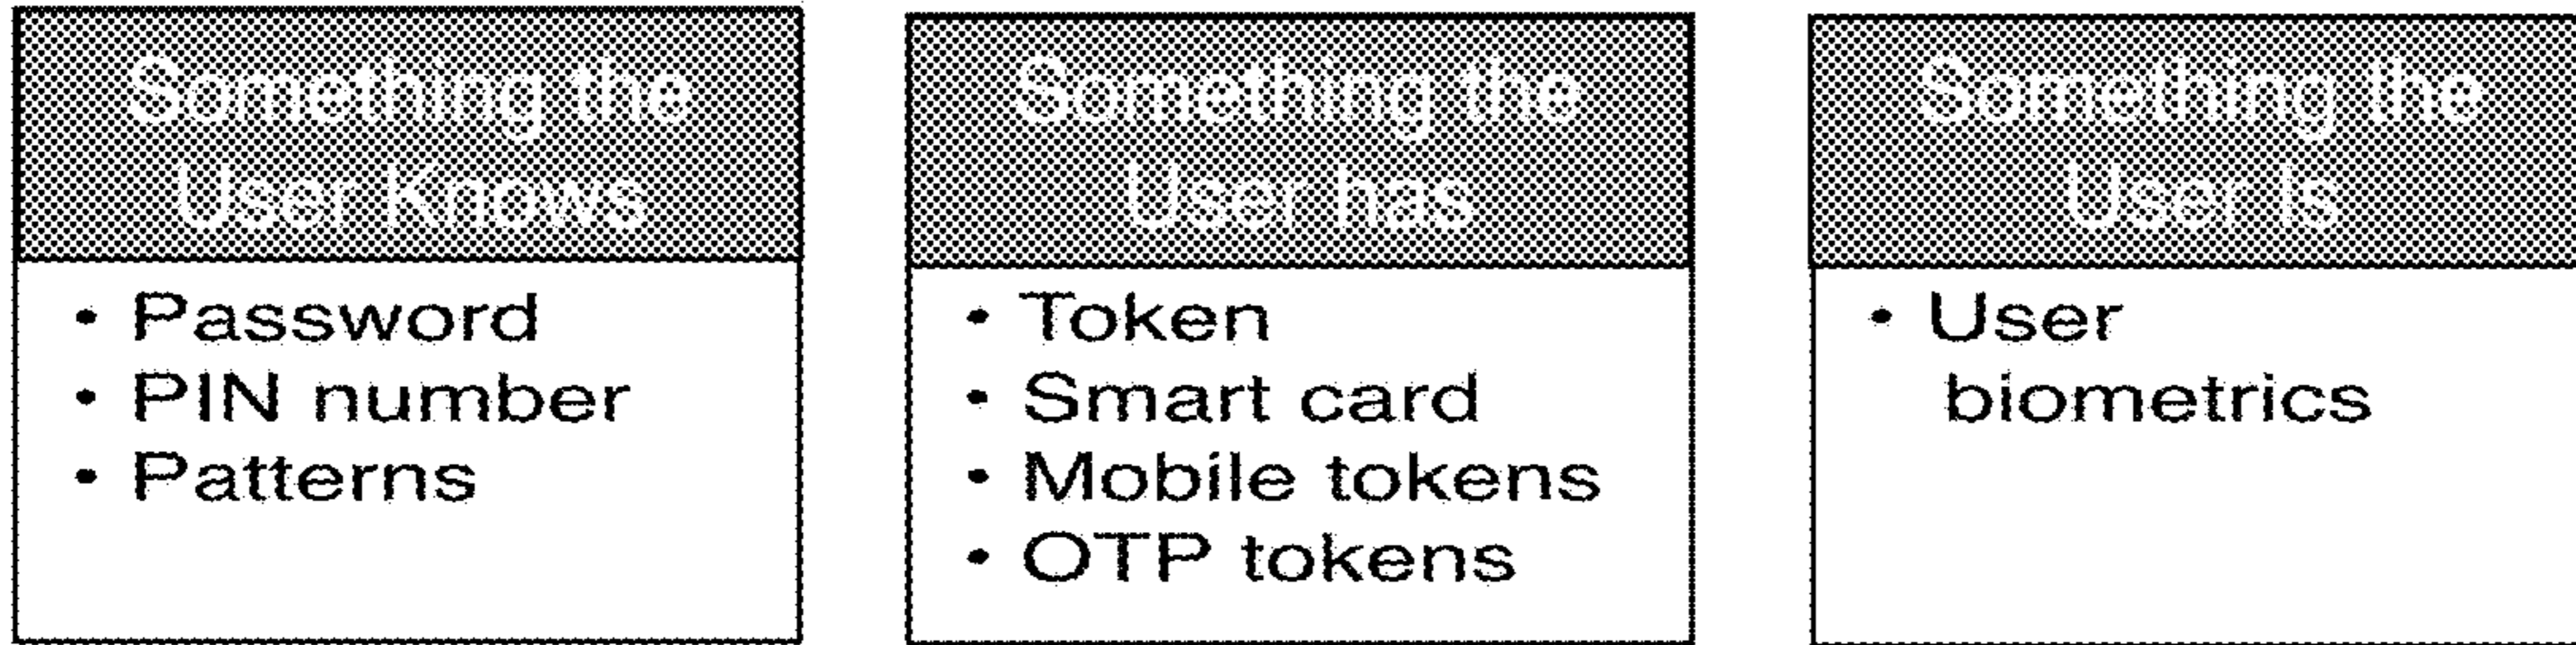 Something the
User Knows
• Password
• PIN number
• Patterns
Something the
User has
• Token
• Smart card
• Mobile tokens
• OTP tokens
Something the
User Is
• User
biometrics